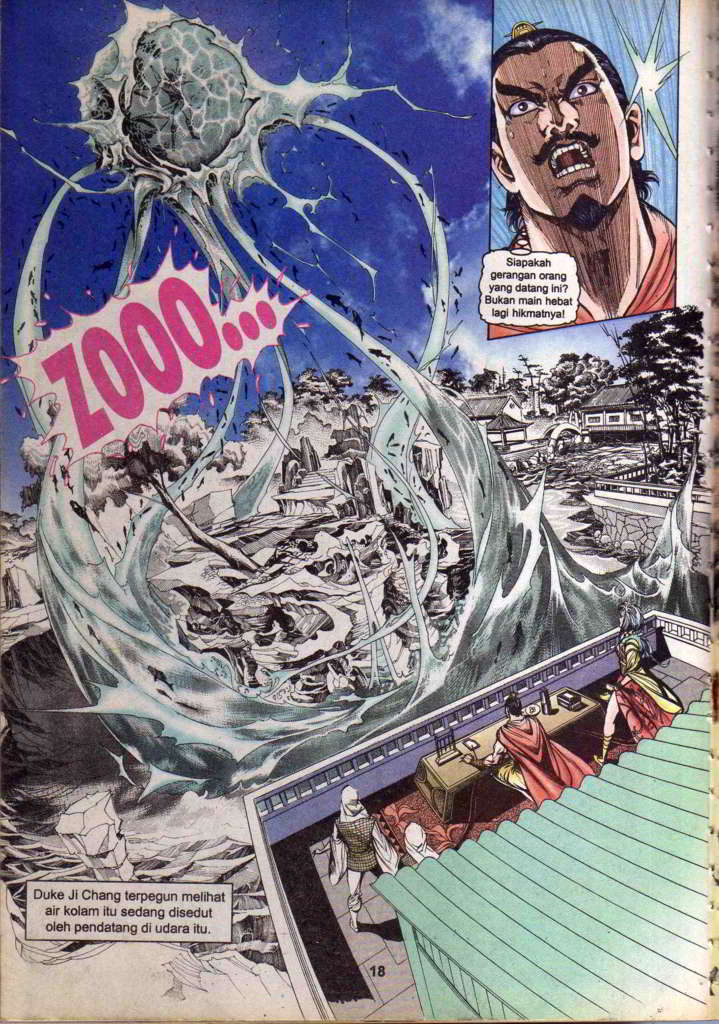 Siapakah
gerangan orang
yang datang ini?
Bukan main hebat
lagi hikmatnya!
ZOOO...
Duke Ji Chang terpegun melihat
air kolam itu sedang disedut
oleh pendatang di udara itu.
18